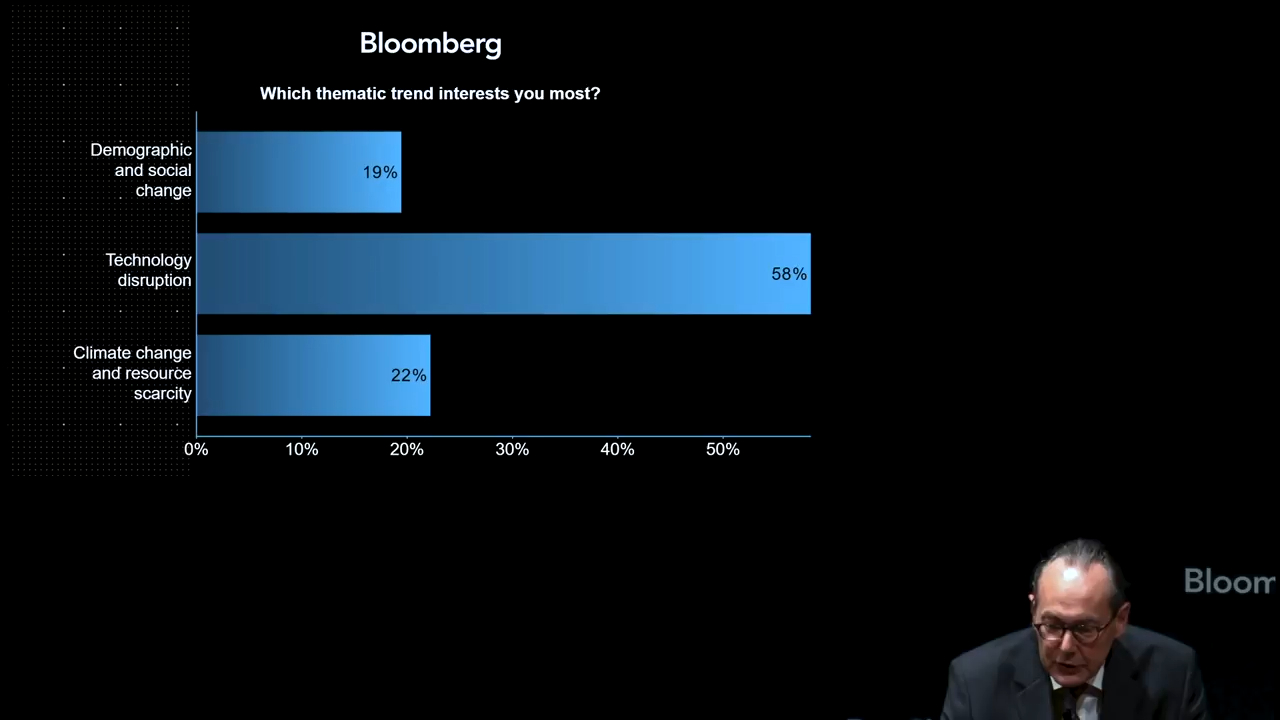 Bloomberg
Which thematic trend interests you most?
Demographic
and social
change
19%
Technology
disruption
58%
Climate change
and resource
scarcity
22%
0% 10% 20% 30% 40% 50%
Bloom